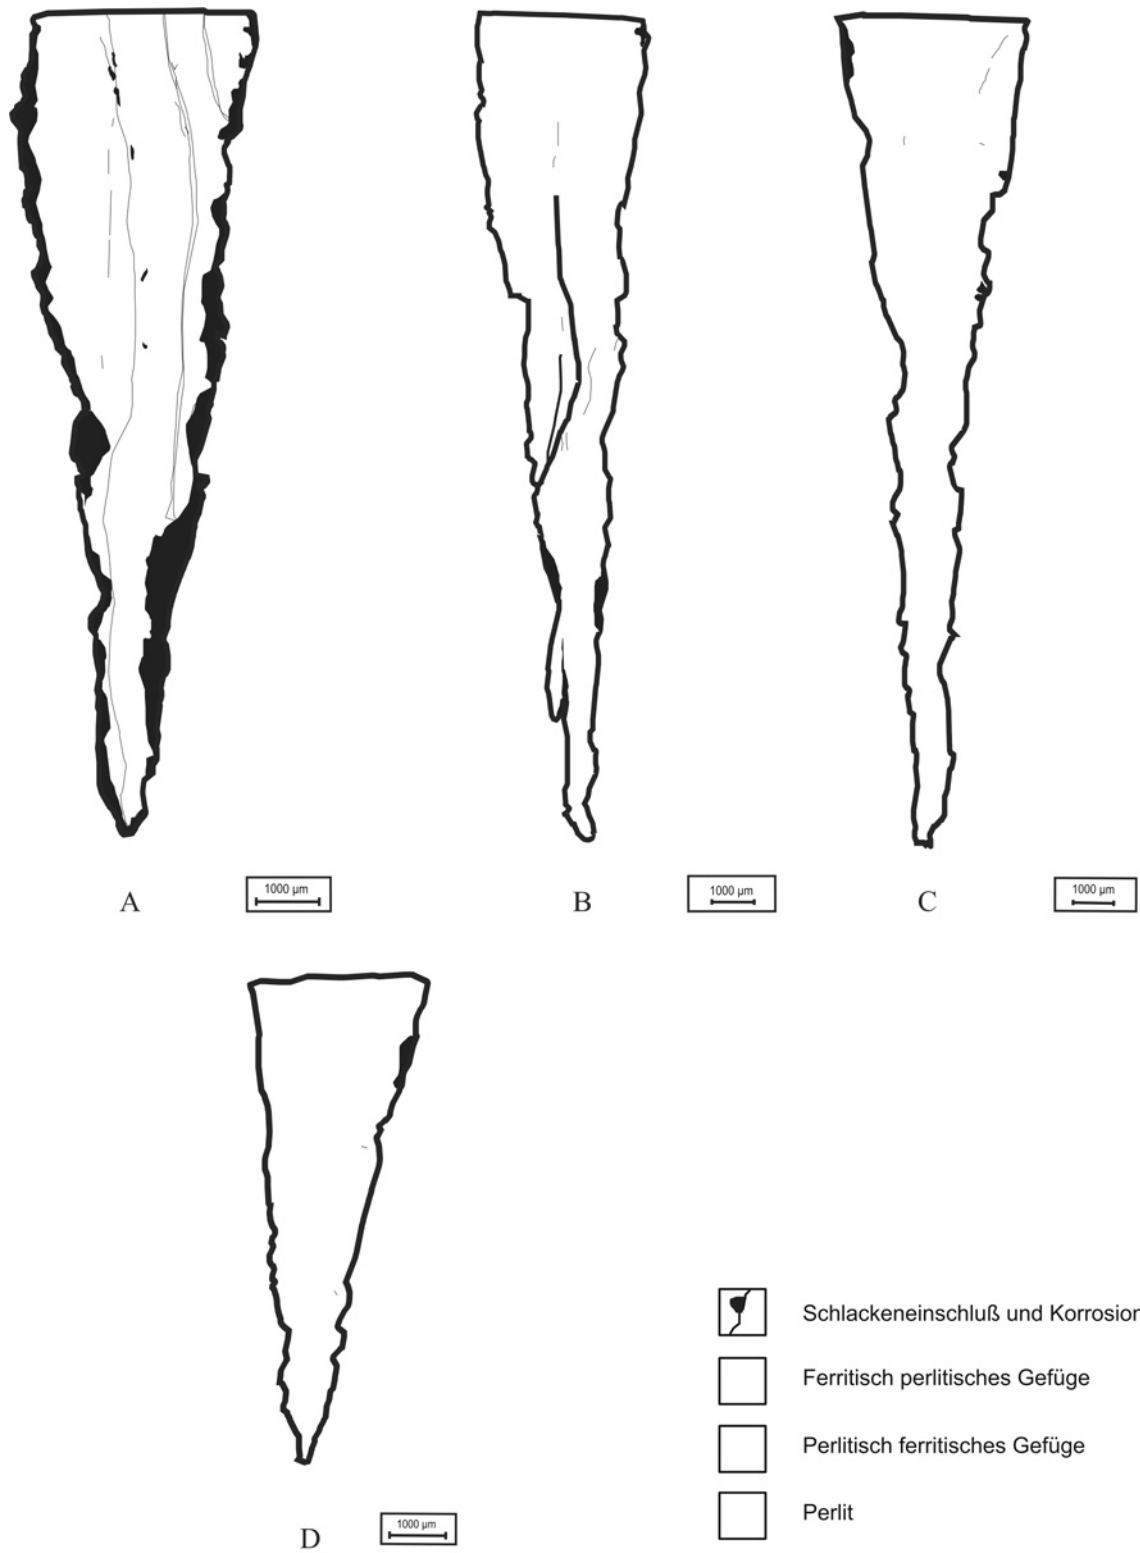 1000 µm
1000 µm
1000 µm
A
B
C
1000 µm
D
Schlackeneinschluß und Korrosion
Ferritisch perlitisches Gefüge
Perlitisch ferritisches Gefüge
Perlit